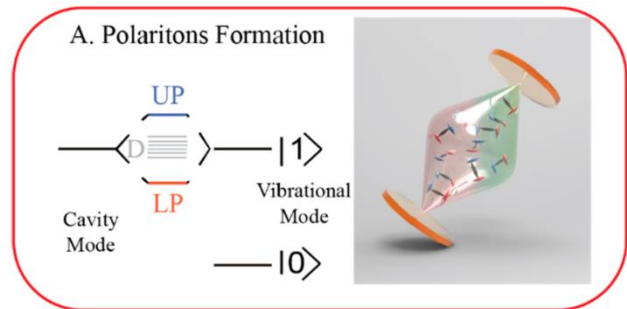 A. Polaritons Formation
UP
D
|1>
LP
Vibrational
Mode
Cavity
Mode
|0>